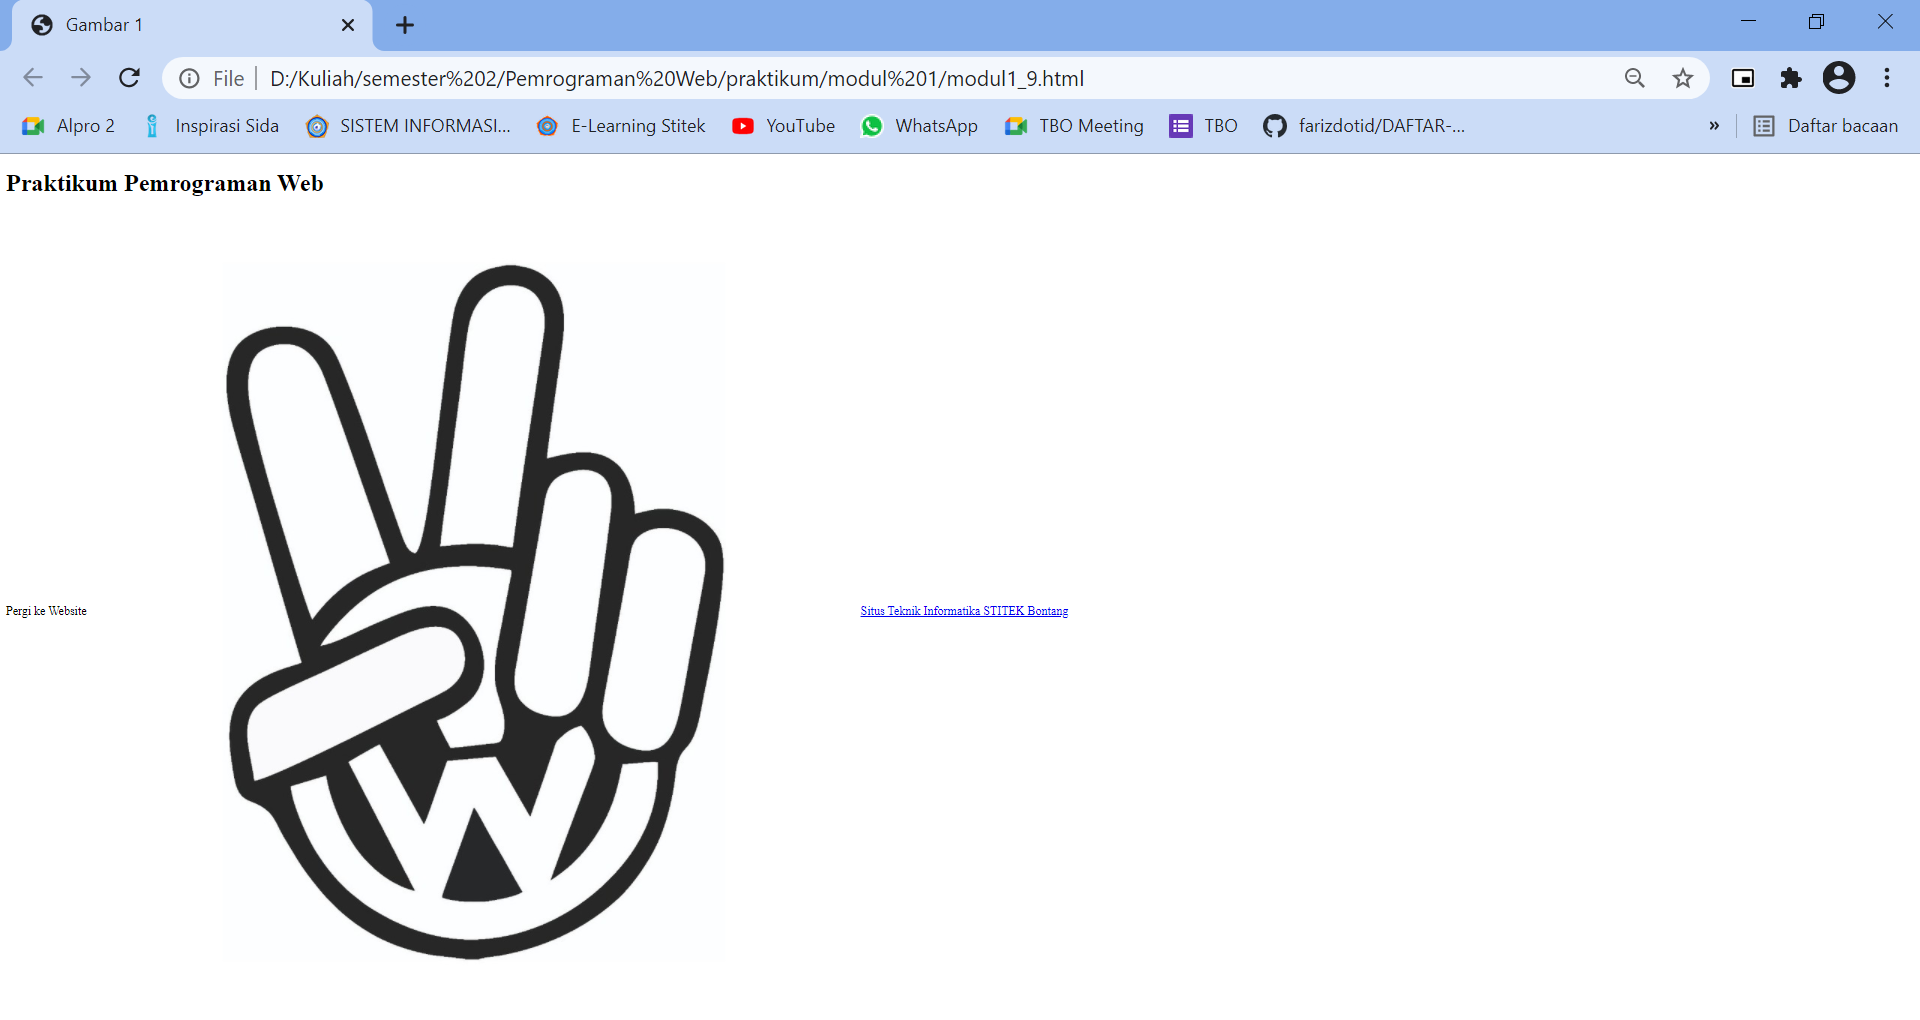 Gambar 1
File D:/Kuliah/semester%202/Pemrograman%20Web/praktikum/modul%201/modul1_9.html
Alpro 2 Inspirasi Sida SISTEM INFORMASI... E-Learning Stitek YouTube WhatsApp TBO Meeting TBO farizdotid/DAFTAR-... » Daftar bacaan
Praktikum Pemrograman Web
Pergi ke Website Situs Teknik Informatika STITEK Bontang
W